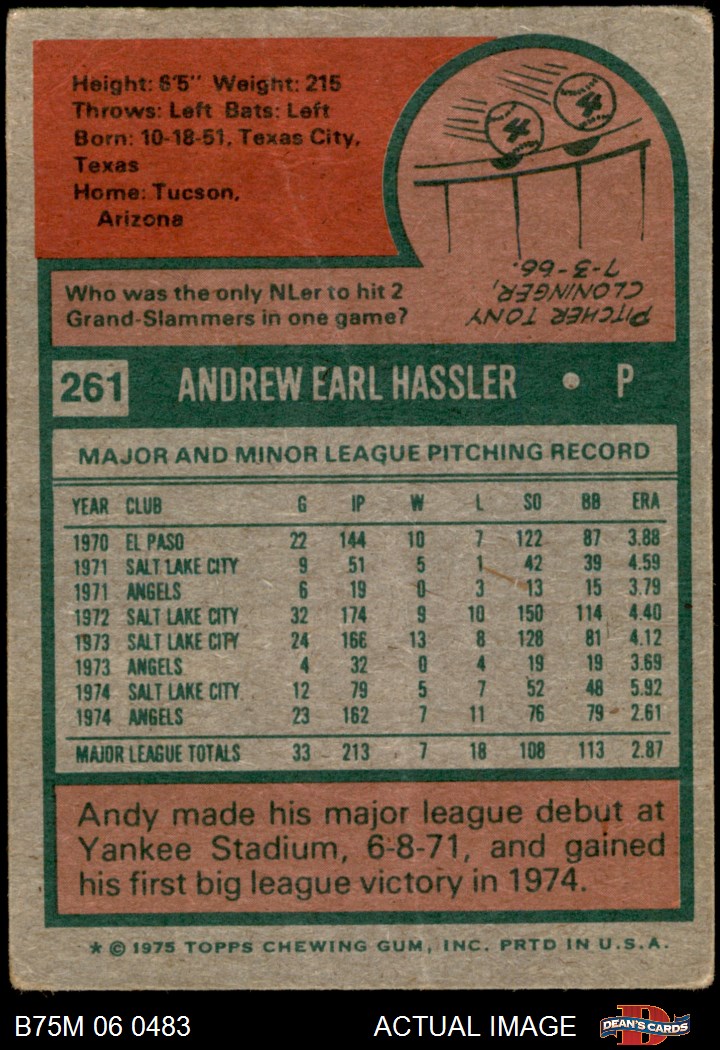 Height: 6'5" Weight: 215
Throws: Left Bats: Left
Born: 10-18-51, Texas City,
Texas
Home: Tucson,
Arizona
Who was the only NLer to hit 2
Grand-Slammers in one game?
PITCHER TONY
CLONINGER,
7-3-66.
261 ANDREW EARL HASSLER • P
MAJOR AND MINOR LEAGUE PITCHING RECORD
YEAR CLUB G IP W L SO BB ERA
1970 EL PASO 22 144 10 7 122 87 3.88
1971 SALT LAKE CITY 9 51 5 1 42 39 4.59
1971 ANGELS 6 19 0 3 13 15 3.79
1972 SALT LAKE CITY 32 174 9 10 150 114 4.40
1973 SALT LAKE CITY 24 166 13 8 128 81 4.12
1973 ANGELS 4 32 0 4 19 19 3.69
1974 SALT LAKE CITY 12 79 5 7 52 48 5.92
1974 ANGELS 23 162 7 11 76 79 2.61
MAJOR LEAGUE TOTALS 33 213 7 18 108 113 2.87
Andy made his major league debut at
Yankee Stadium, 6-8-71, and gained
his first big league victory in 1974.
* © 1975 TOPPS CHEWING GUM, INC. PRTD IN U.S.A.
B75M 06 0483 ACTUAL IMAGE D DEAN'S CARDS